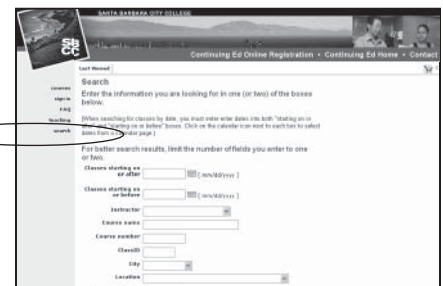 SANTA BARBARA CITY COLLEGE
sb
cc
Continuing Ed Online Registration • Continuing Ed Home • Contact
Last Viewed
courses
sign in
FAQ
teaching
search
Search
Enter the information you are looking for in one (or two) of the boxes
below.
[When searching for classes by date, you must enter enter dates into both "starting on or
after" and "starting on or before" boxes. Click on the calendar icon next to each box to select
dates from a calendar page.]
For better search results, limit the number of fields you enter to one
or two.
Classes starting on
or after
[ mm/dd/yyyy ]
Classes starting on
or before
[ mm/dd/yyyy ]
Instructor
Course name
Course number
ClassID
City
Location